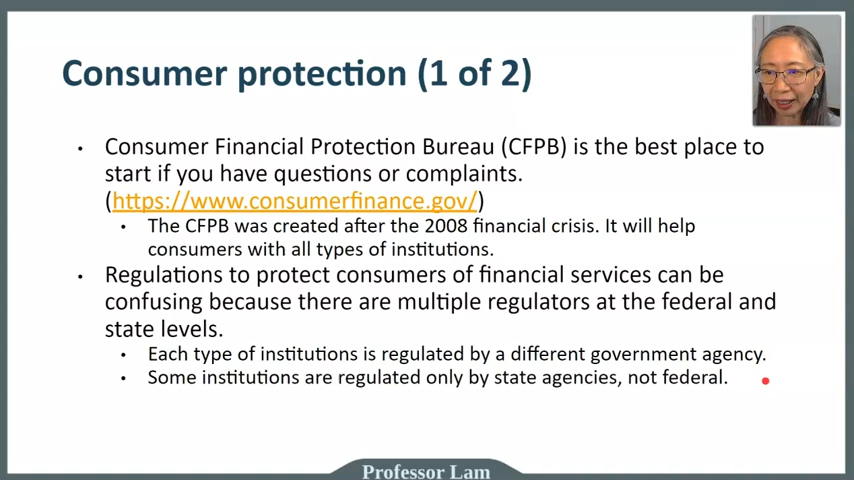 Consumer protection (1 of 2)
• Consumer Financial Protection Bureau (CFPB) is the best place to
start if you have questions or complaints.
(https://www.consumerfinance.gov/)
• The CFPB was created after the 2008 financial crisis. It will help
consumers with all types of institutions.
• Regulations to protect consumers of financial services can be
confusing because there are multiple regulators at the federal and
state levels.
• Each type of institutions is regulated by a different government agency.
• Some institutions are regulated only by state agencies, not federal.
Professor Lam